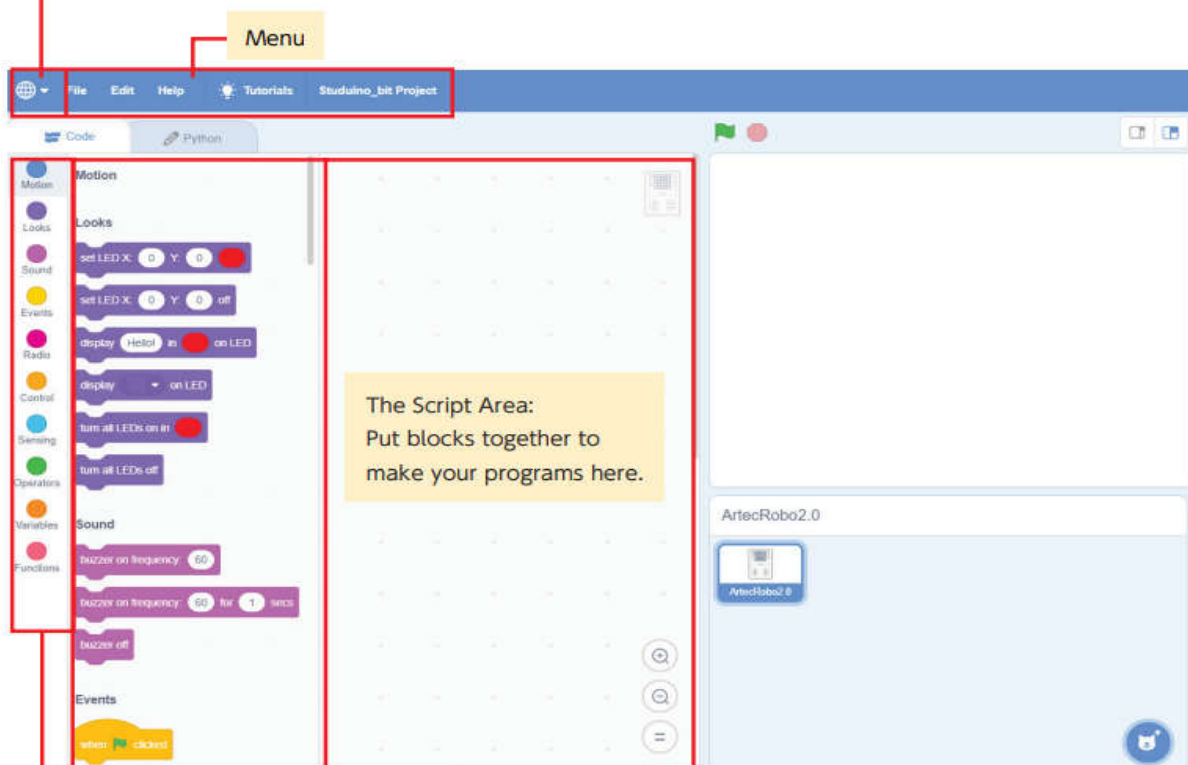 Menu
File Edit Help Tutorials Studuino_bit Project
Code Python
Motion
Looks
Sound
Events
Radio
Control
Sensing
Operators
Variables
Functions
Motion
Looks
set LED X: 0 Y: 0
set LED X: 0 Y: 0 off
display Hello! in on LED
display on LED
turn all LEDs on in
turn all LEDs off
Sound
buzzer on frequency 60
buzzer on frequency 60 for 1 secs
buzzer off
Events
when clicked
The Script Area:
Put blocks together to
make your programs here.
ArtecRobo2.0
ArtecRobo2.0